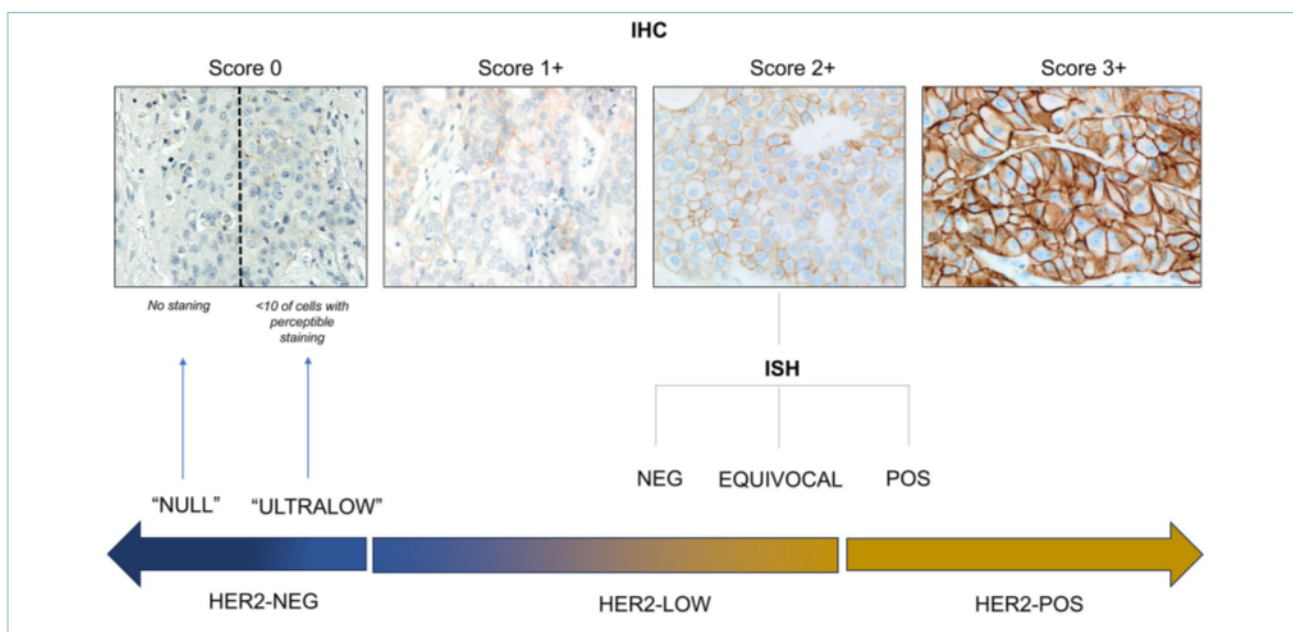 IHC
Score 0
Score 1+
Score 2+
Score 3+
No staning
<10 of cells with
perceptible
staining
ISH
NEG
EQUIVOCAL
POS
“NULL”
“ULTRALOW”
HER2-NEG
HER2-LOW
HER2-POS